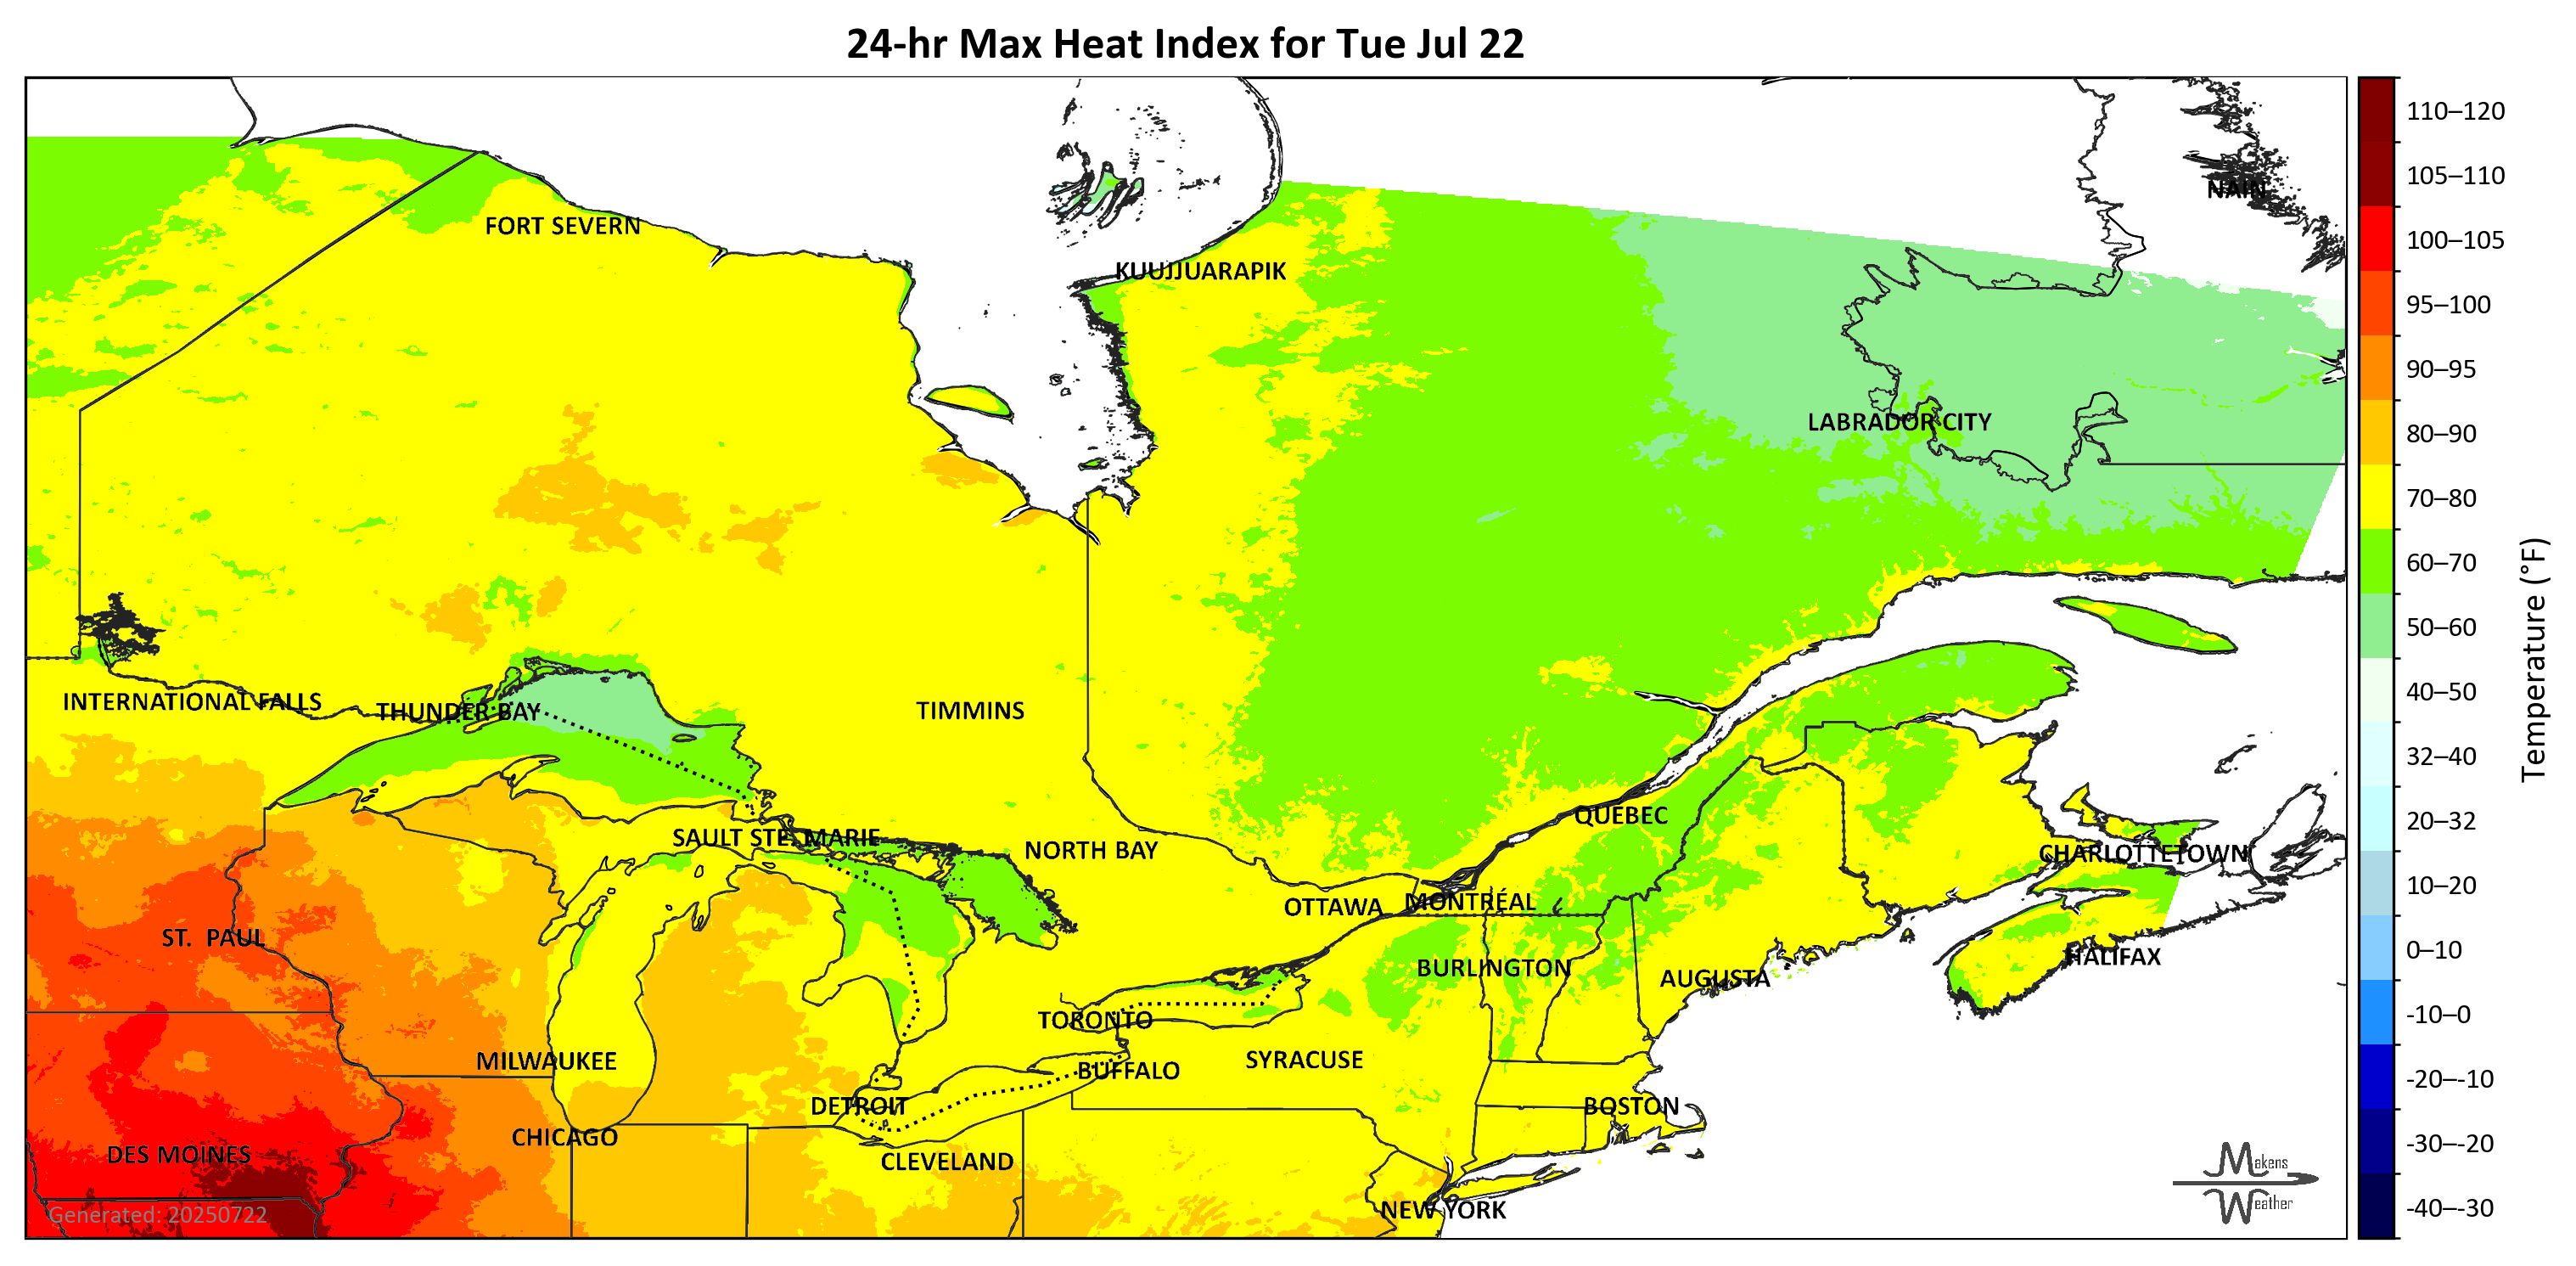 24-hr Max Heat Index for Tue Jul 22
110–120
105–110
NAIN
FORT SEVERN
100–105
KUUJJUARAPIK
95–100
90–95
LABRADOR CITY
80–90
70–80
60–70
50–60
Temperature (°F)
INTERNATIONAL FALLS
THUNDER BAY
TIMMINS
40–50
32–40
QUEBEC
20–32
SAULT STE. MARIE
NORTH BAY
CHARLOTTETOWN
10–20
OTTAWA
MONTRÉAL
ST. PAUL
HALIFAX
0–10
BURLINGTON
AUGUSTA
TORONTO
-10–0
MILWAUKEE
SYRACUSE
BUFFALO
-20–-10
DETROIT
BOSTON
CHICAGO
-30–-20
DES MOINES
CLEVELAND
Makens
Weather
NEW YORK
-40–-30
Generated: 20250722